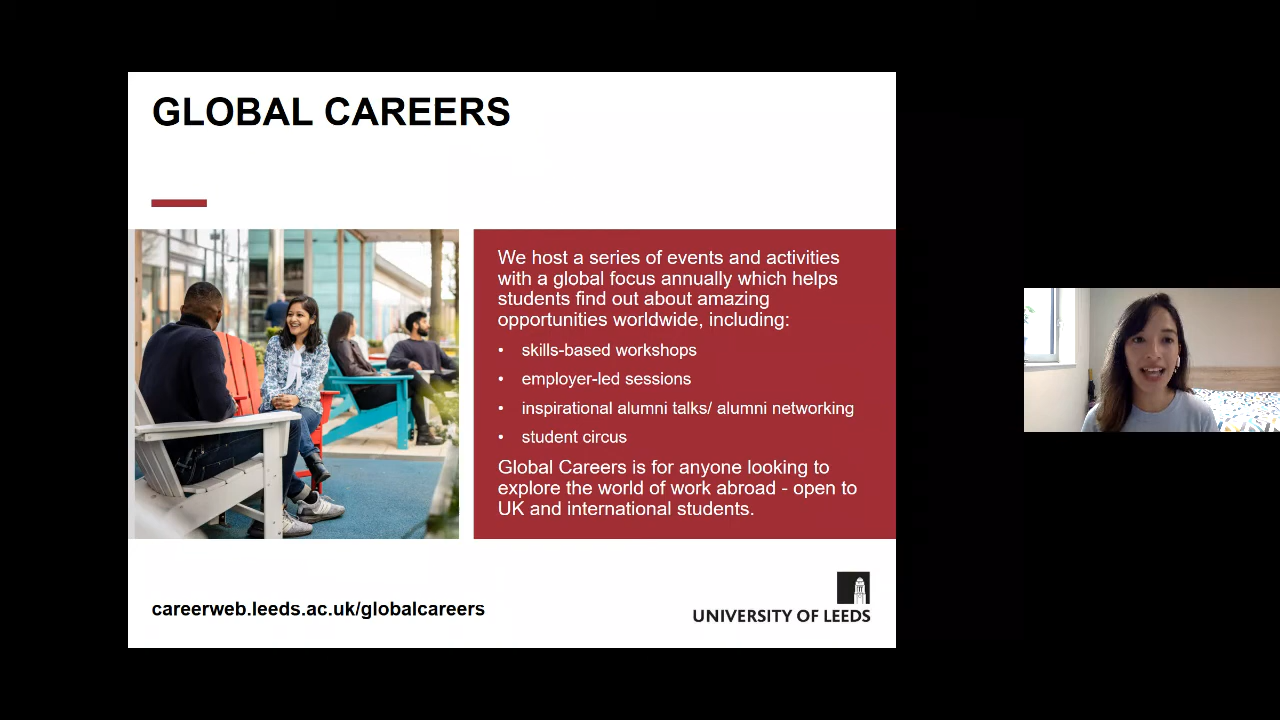 GLOBAL CAREERS
We host a series of events and activities
with a global focus annually which helps
students find out about amazing
opportunities worldwide, including:
• skills-based workshops
• employer-led sessions
• inspirational alumni talks/ alumni networking
• student circus
Global Careers is for anyone looking to
explore the world of work abroad - open to
UK and international students.
careerweb.leeds.ac.uk/globalcareers
UNIVERSITY OF LEEDS